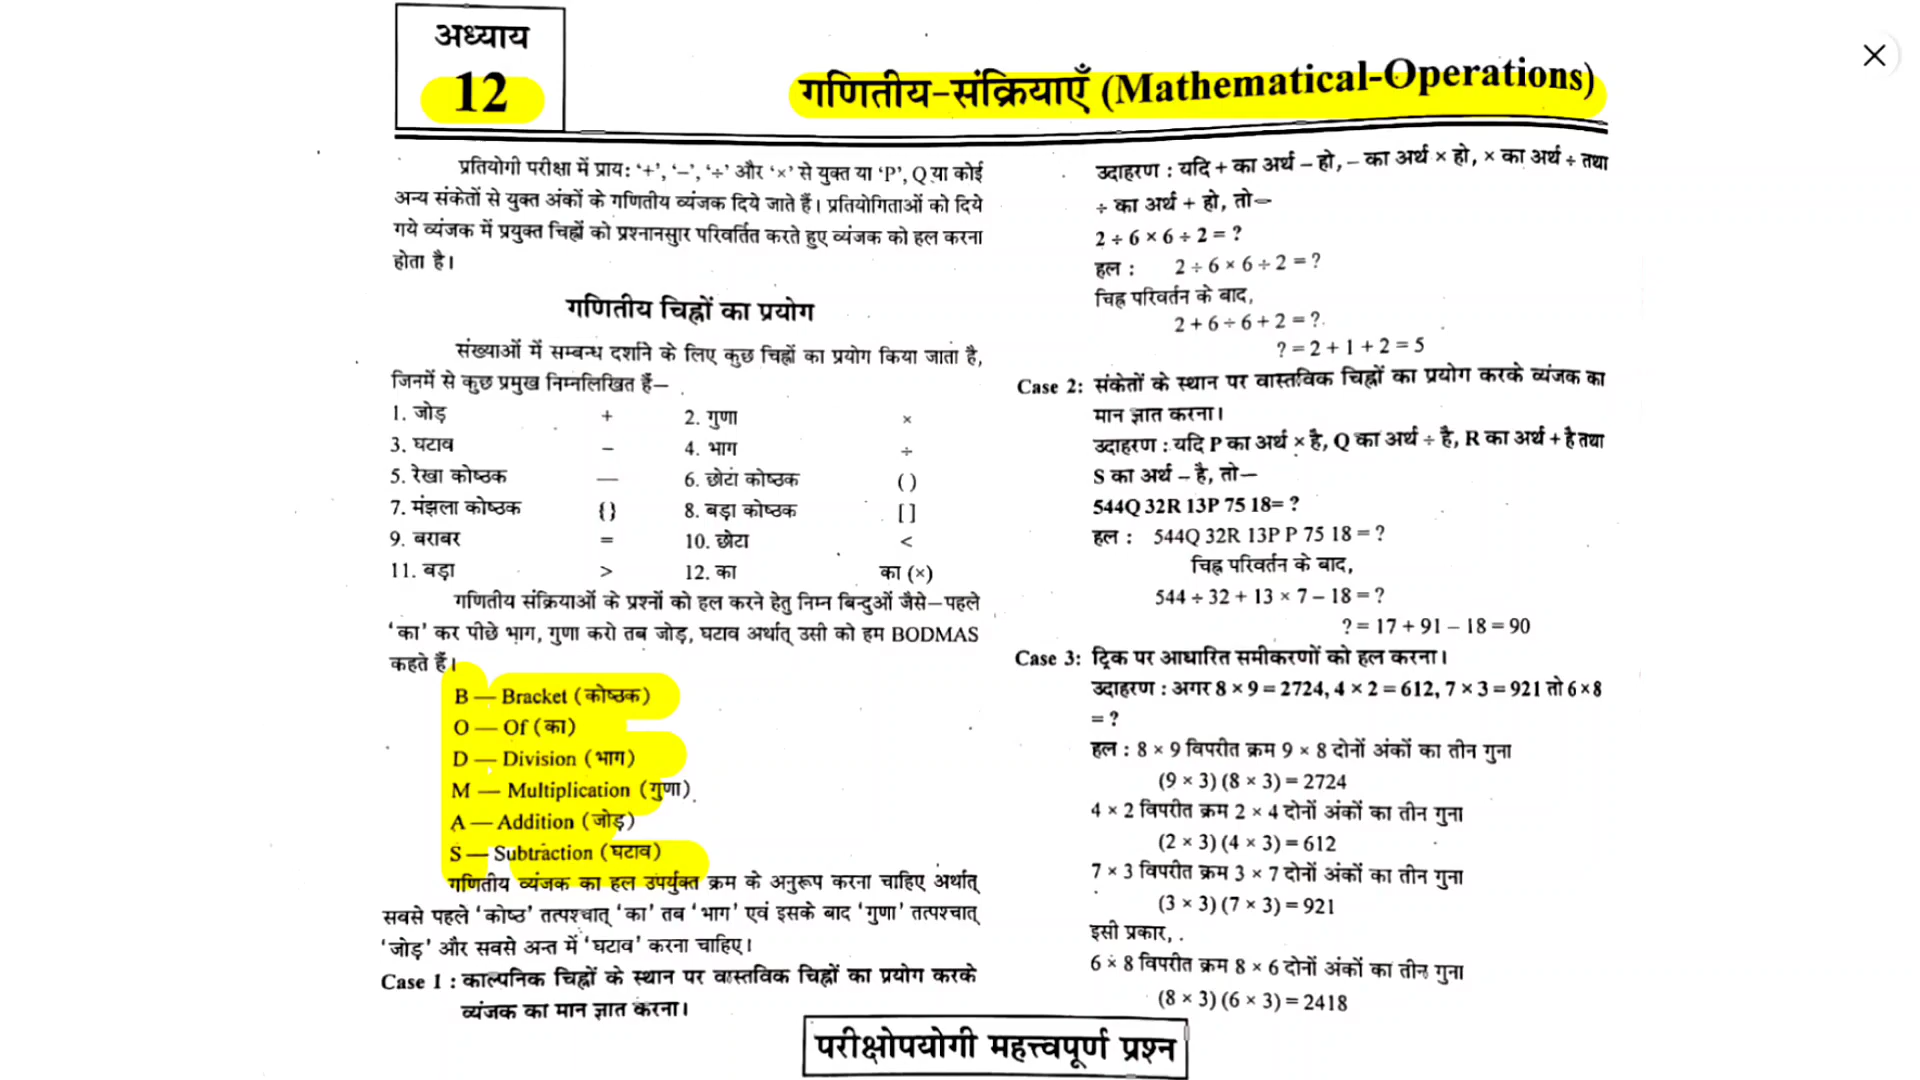 अध्याय
12
गणितीय-संक्रियाएँ (Mathematical-Operations)
प्रतियोगी परीक्षा में प्राय: ‘+’, ‘–’, ‘÷’ और ‘×’ से युक्त या ‘P’, Q या कोई
अन्य संकेतों से युक्त अंकों के गणितीय व्यंजक दिये जाते हैं। प्रतियोगिताओं को दिये
गये व्यंजक में प्रयुक्त चिह्नों को प्रश्नानसुार परिवर्तित करते हुए व्यंजक को हल करना
होता है।
गणितीय चिह्नों का प्रयोग
संख्याओं में सम्बन्ध दर्शाने के लिए कुछ चिह्नों का प्रयोग किया जाता है,
जिनमें से कुछ प्रमुख निम्नलिखित हैं—
1. जोड़ + 2. गुणा ×
3. घटाव – 4. भाग ÷
5. रेखा कोष्ठक — 6. छोटा कोष्ठक ( )
7. मंझला कोष्ठक { } 8. बड़ा कोष्ठक [ ]
9. बराबर = 10. छोटा <
11. बड़ा > 12. का का (×)
गणितीय संक्रियाओं के प्रश्नों को हल करने हेतु निम्न बिन्दुओं जैसे—पहले
‘का’ कर पीछे भाग, गुणा करो तब जोड़, घटाव अर्थात् उसी को हम BODMAS
कहते हैं।
B — Bracket (कोष्ठक)
O — Of (का)
D — Division (भाग)
M — Multiplication (गुणा)
A — Addition (जोड़)
S — Subtraction (घटाव)
गणितीय व्यंजक का हल उपर्युक्त क्रम के अनुरूप करना चाहिए अर्थात्
सबसे पहले ‘कोष्ठ’ तत्पश्चात् ‘का’ तब ‘भाग’ एवं इसके बाद ‘गुणा’ तत्पश्चात्
‘जोड़’ और सबसे अन्त में ‘घटाव’ करना चाहिए।
Case 1 : काल्पनिक चिह्नों के स्थान पर वास्तविक चिह्नों का प्रयोग करके
व्यंजक का मान ज्ञात करना।
उदाहरण : यदि + का अर्थ – हो, – का अर्थ × हो, × का अर्थ ÷ तथा
÷ का अर्थ + हो, तो—
2 ÷ 6 × 6 ÷ 2 = ?
हल : 2 ÷ 6 × 6 ÷ 2 = ?
चिह्न परिवर्तन के बाद,
2 + 6 ÷ 6 + 2 = ?
? = 2 + 1 + 2 = 5
Case 2: संकेतों के स्थान पर वास्तविक चिह्नों का प्रयोग करके व्यंजक का
मान ज्ञात करना।
उदाहरण : यदि P का अर्थ × है, Q का अर्थ ÷ है, R का अर्थ + है तथा
S का अर्थ – है, तो—
544Q 32R 13P 75 18= ?
हल : 544Q 32R 13P P 75 18 = ?
चिह्न परिवर्तन के बाद,
544 ÷ 32 + 13 × 7 – 18 = ?
? = 17 + 91 – 18 = 90
Case 3: ट्रिक पर आधारित समीकरणों को हल करना।
उदाहरण : अगर 8 × 9 = 2724, 4 × 2 = 612, 7 × 3 = 921 तो 6 × 8
= ?
हल : 8 × 9 विपरीत क्रम 9 × 8 दोनों अंकों का तीन गुना
(9 × 3) (8 × 3) = 2724
4 × 2 विपरीत क्रम 2 × 4 दोनों अंकों का तीन गुना
(2 × 3) (4 × 3) = 612
7 × 3 विपरीत क्रम 3 × 7 दोनों अंकों का तीन गुना
(3 × 3) (7 × 3) = 921
इसी प्रकार,
6 × 8 विपरीत क्रम 8 × 6 दोनों अंकों का तीन गुना
(8 × 3) (6 × 3) = 2418
परीक्षोपयोगी महत्त्वपूर्ण प्रश्न